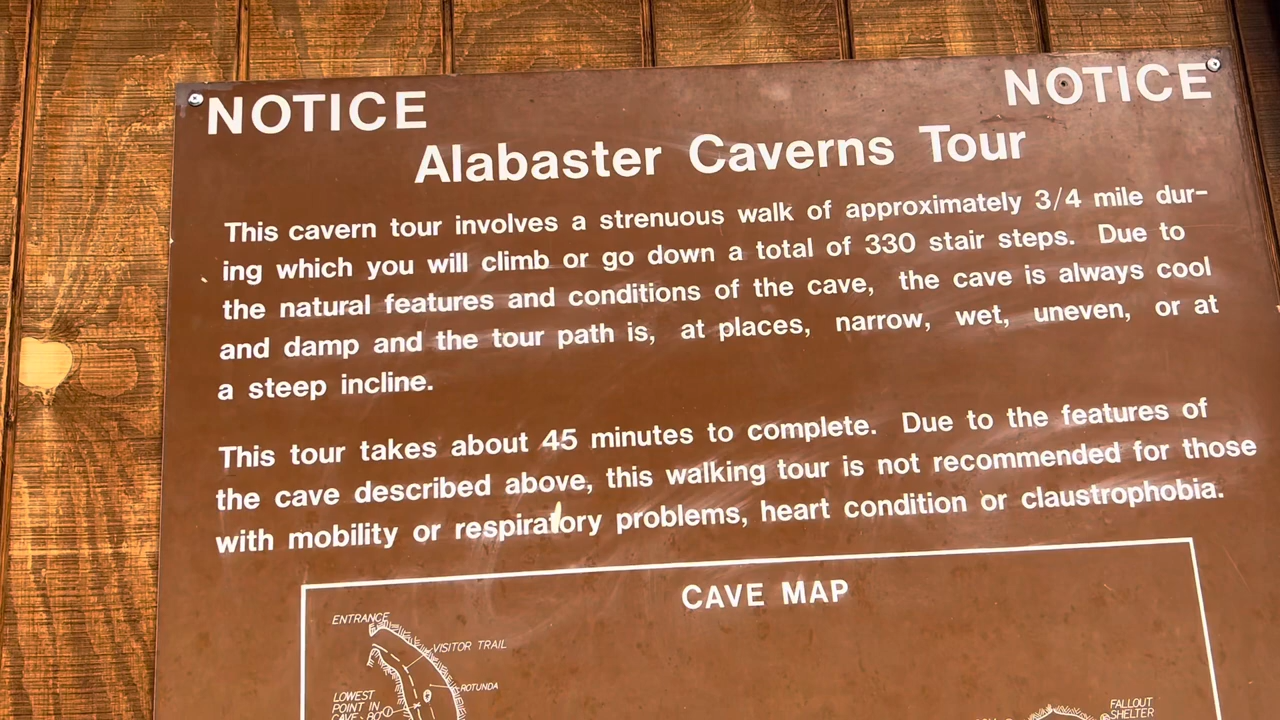 NOTICE NOTICE
Alabaster Caverns Tour
This cavern tour involves a strenuous walk of approximately 3/4 mile dur-
ing which you will climb or go down a total of 330 stair steps. Due to
the natural features and conditions of the cave, the cave is always cool
and damp and the tour path is, at places, narrow, wet, uneven, or at
a steep incline.
This tour takes about 45 minutes to complete. Due to the features of
the cave described above, this walking tour is not recommended for those
with mobility or respiratory problems, heart condition or claustrophobia.
CAVE MAP
ENTRANCE
VISITOR TRAIL
ROTUNDA
LOWEST
POINT IN
CAVE
FALLOUT
SHELTER